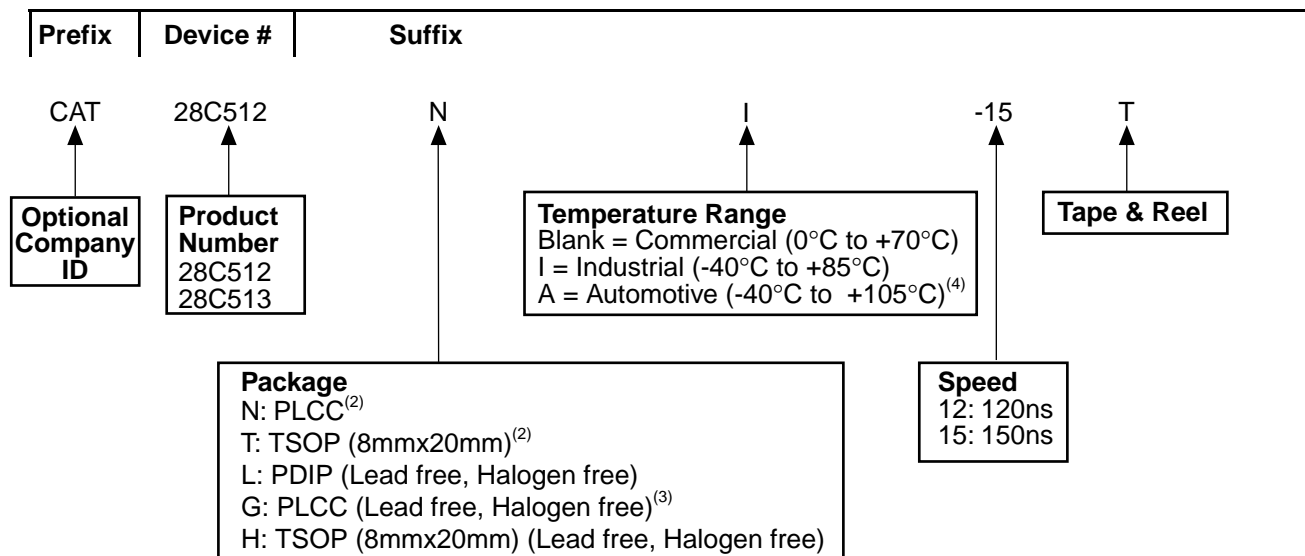 Prefix Device # Suffix
CAT 28C512 N I -15 T
Optional
Company
ID
Product
Number
28C512
28C513
Temperature Range
Blank = Commercial (0°C to +70°C)
I = Industrial (-40°C to +85°C)
A = Automotive (-40°C to +105°C)(4)
Tape & Reel
Package
N: PLCC(2)
T: TSOP (8mmx20mm)(2)
L: PDIP (Lead free, Halogen free)
G: PLCC (Lead free, Halogen free)(3)
H: TSOP (8mmx20mm) (Lead free, Halogen free)
Speed
12: 120ns
15: 150ns